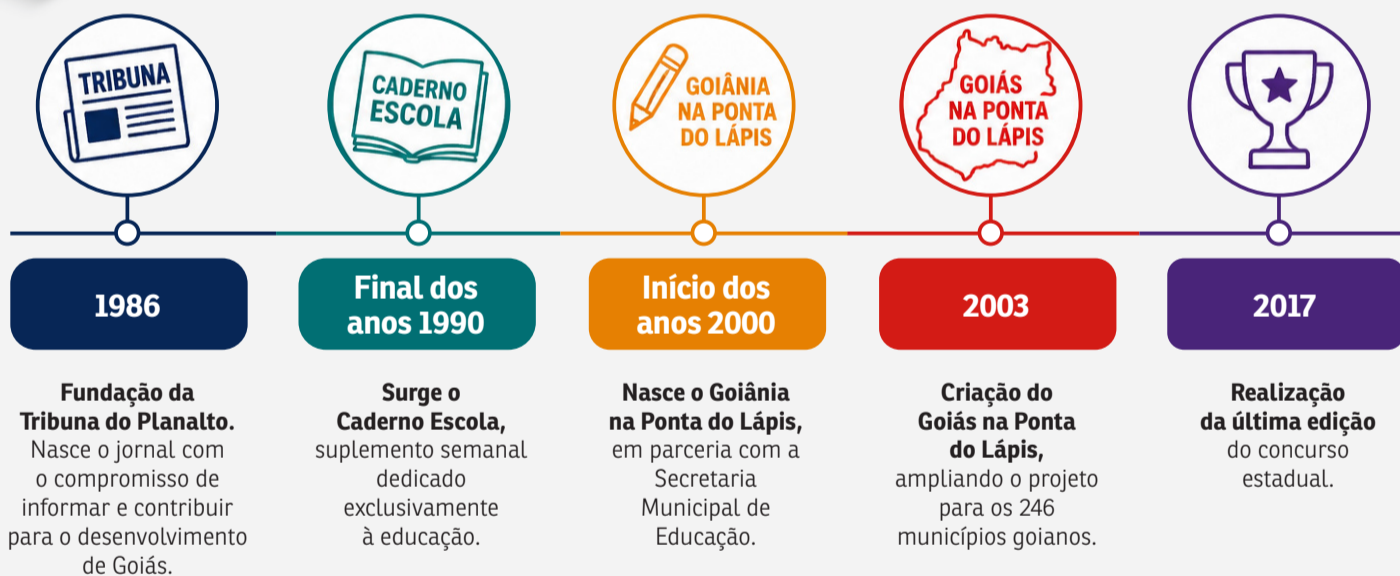 TRIBUNA
CADERNO
ESCOLA
GOIÂNIA
NA PONTA
DO LÁPIS
GOIÁS
NA PONTA
DO LÁPIS
1986
Final dos
anos 1990
Início dos
anos 2000
2003
2017
Fundação da
Tribuna do Planalto.
Nasce o jornal com
o compromisso de
informar e contribuir
para o desenvolvimento
de Goiás.
Surge o
Caderno Escola,
suplemento semanal
dedicado
exclusivamente
à educação.
Nasce o Goiânia
na Ponta do Lápis,
em parceria com a
Secretaria
Municipal de
Educação.
Criação do
Goiás na Ponta
do Lápis,
ampliando o projeto
para os 246
municípios goianos.
Realização
da última edição
do concurso
estadual.